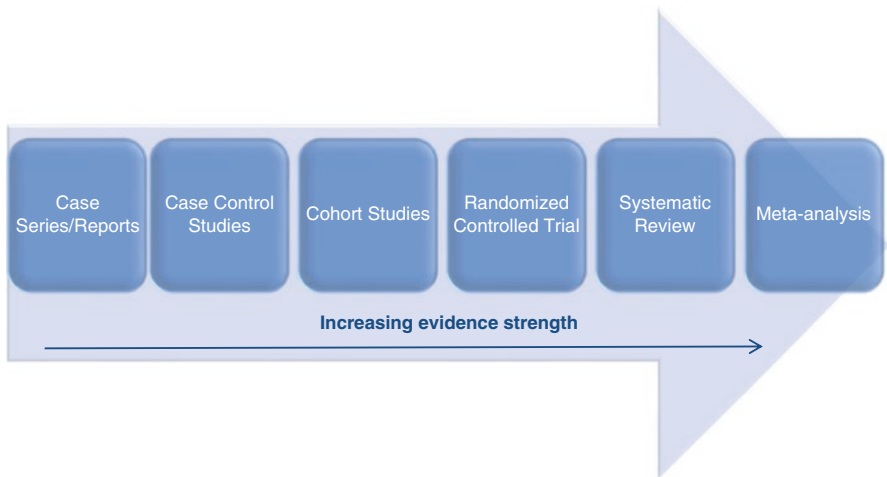 Case
Series/Reports
Case Control
Studies
Cohort Studies
Randomized
Controlled Trial
Systematic
Review
Meta-analysis
Increasing evidence strength